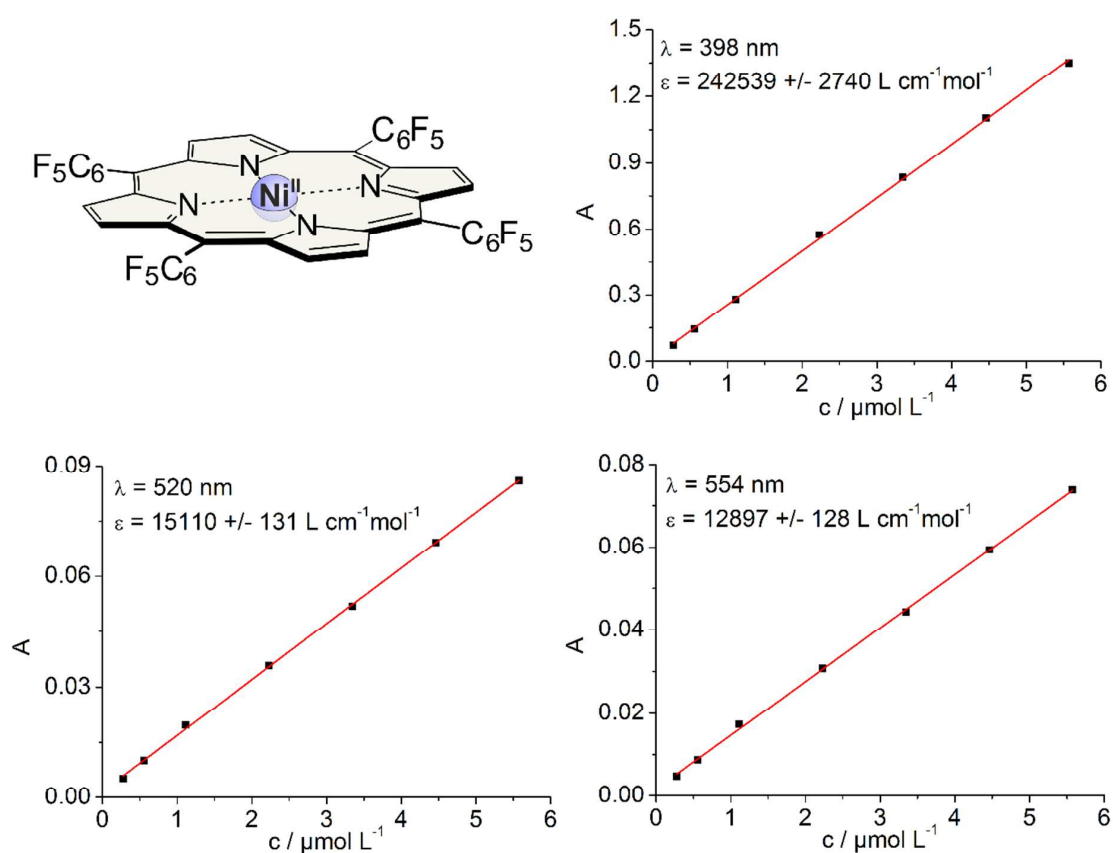 C₆F₅
F₅C₆
N
N
Niᴵᴵ
N
N
C₆F₅
F₅C₆
λ = 398 nm
ε = 242539 +/- 2740 L cm⁻¹mol⁻¹
1.5
1.2
0.9
0.6
0.3
0.0
A
0 1 2 3 4 5 6
c / µmol L⁻¹
λ = 520 nm
ε = 15110 +/- 131 L cm⁻¹mol⁻¹
0.09
0.06
0.03
0.00
A
0 1 2 3 4 5 6
c / µmol L⁻¹
λ = 554 nm
ε = 12897 +/- 128 L cm⁻¹mol⁻¹
0.08
0.06
0.04
0.02
0.00
A
0 1 2 3 4 5 6
c / µmol L⁻¹